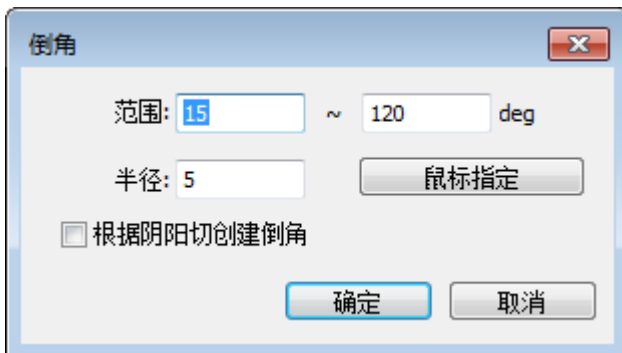 倒角
范围: 15 ~ 120 deg
半径: 5 鼠标指定
根据阴阳切创建倒角
确定 取消